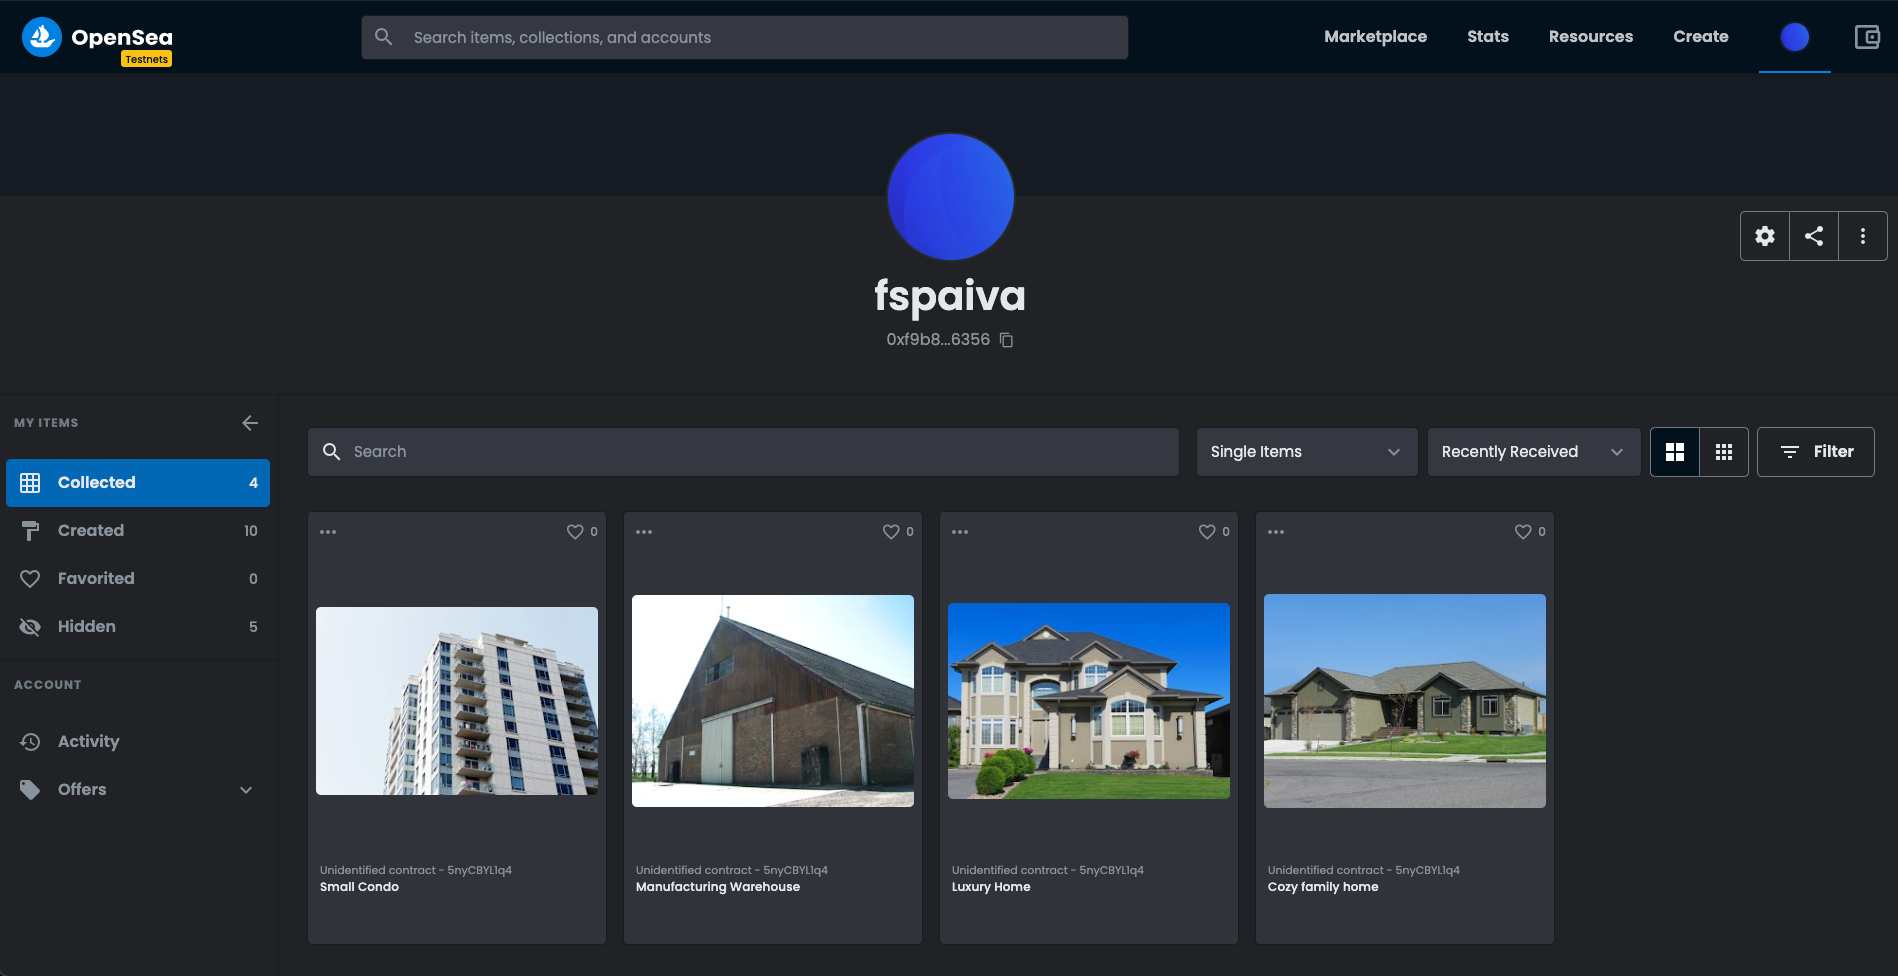 OpenSea
Testnets
Search items, collections, and accounts
Marketplace
Stats
Resources
Create
fspaiva
0xf9b8...6356
MY ITEMS
Collected 4
Created 10
Favorited 0
Hidden 5
ACCOUNT
Activity
Offers
Search
Single Items
Recently Received
Filter
0
Unidentified contract - 5nyCBYL1q4
Small Condo
0
Unidentified contract - 5nyCBYL1q4
Manufacturing Warehouse
0
Unidentified contract - 5nyCBYL1q4
Luxury Home
0
Unidentified contract - 5nyCBYL1q4
Cozy family home